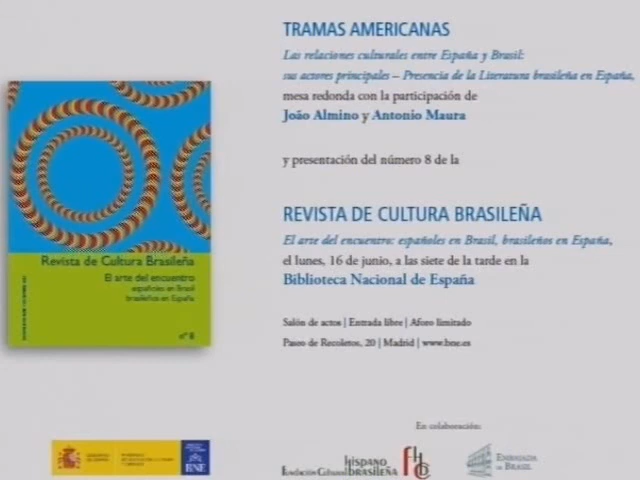 TRAMAS AMERICANAS
Las relaciones culturales entre España y Brasil:
sus actores principales – Presencia de la Literatura brasileña en España,
mesa redonda con la participación de
João Almino y Antonio Maura
y presentación del número 8 de la
REVISTA DE CULTURA BRASILEÑA
El arte del encuentro: españoles en Brasil, brasileños en España,
el lunes, 16 de junio, a las siete de la tarde en la
Biblioteca Nacional de España
Salón de actos | Entrada libre | Aforo limitado
Paseo de Recoletos, 20 | Madrid | www.bne.es
Revista de Cultura Brasileña
El arte del encuentro
españoles en Brasil
brasileños en España
nº 8
En colaboración:
BNE
Fundación Cultural
HISPANO
BRASILEÑA
fhcb
EMBAJADA
DE BRASIL